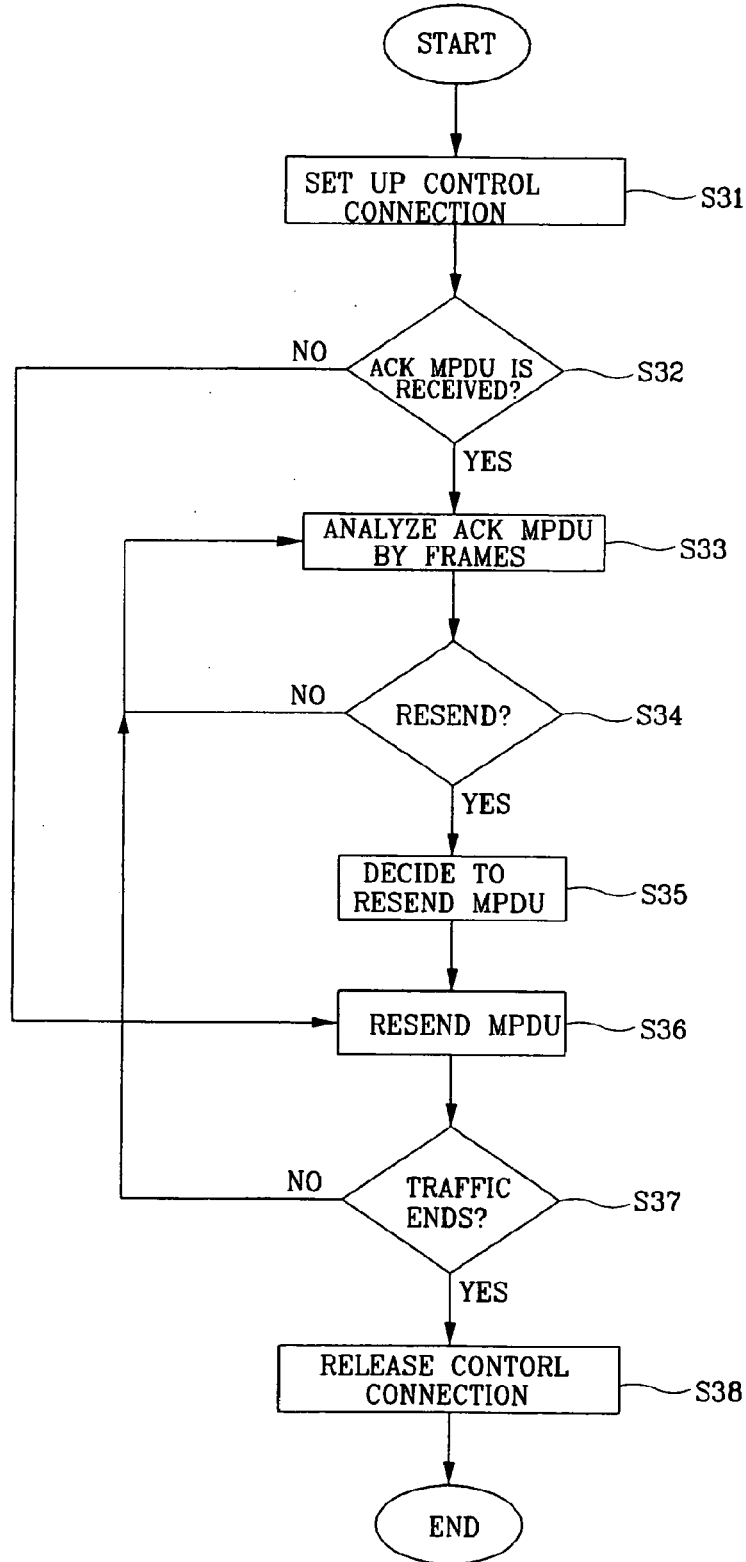 START
SET UP CONTROL
CONNECTION
S31
NO
ACK MPDU IS
RECEIVED?
S32
YES
ANALYZE ACK MPDU
BY FRAMES
S33
NO
RESEND?
S34
YES
DECIDE TO
RESEND MPDU
S35
RESEND MPDU
S36
NO
TRAFFIC
ENDS?
S37
YES
RELEASE CONTORL
CONNECTION
S38
END